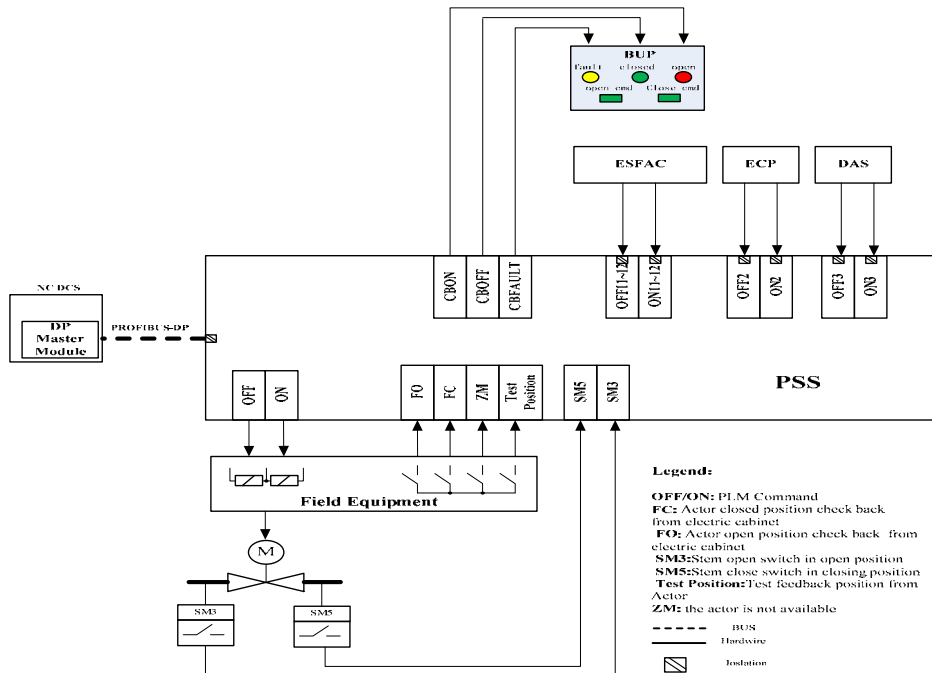 BUP
fault closed open
open cmd Close cmd
ESFAC
ECP
DAS
NC DCS
DP
Master
Module
PROFIBUS-DP
CBON
CBOFF
CBFAULT
OFF[1~12]
ON[1~12]
OFF2
ON2
OFF3
ON3
OFF
ON
FO
FC
ZM
Test
Position
SM5
SM3
PSS
Field Equipment
M
SM3
SM5
Legend:
OFF/ON: PLM Command
FC: Actor closed position check back
from electric cabinet
FO: Actor open position check back from
electric cabinet
SM3:Stem open switch in open position
SM5:Stem close switch in closing position
Test Position:Test feedback position from
Actor
ZM: the actor is not available
BUS
Hardwire